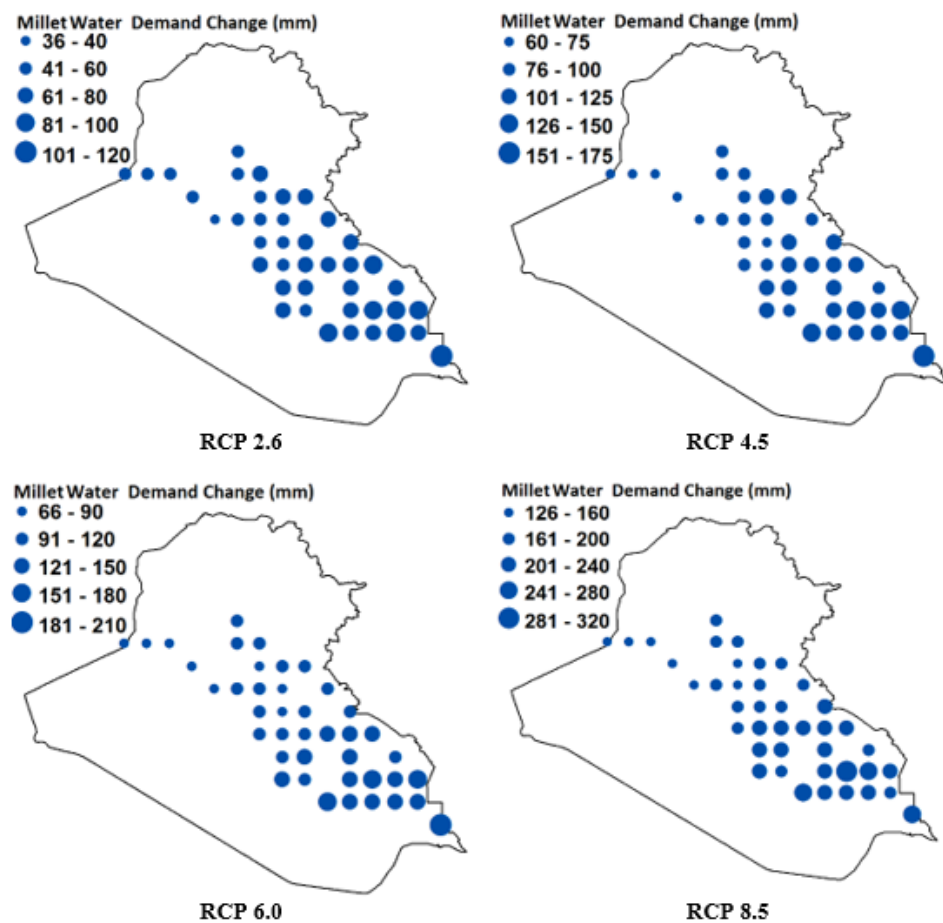 Millet Water Demand Change (mm)
36 - 40
41 - 60
61 - 80
81 - 100
101 - 120
RCP 2.6
Millet Water Demand Change (mm)
60 - 75
76 - 100
101 - 125
126 - 150
151 - 175
RCP 4.5
Millet Water Demand Change (mm)
66 - 90
91 - 120
121 - 150
151 - 180
181 - 210
RCP 6.0
Millet Water Demand Change (mm)
126 - 160
161 - 200
201 - 240
241 - 280
281 - 320
RCP 8.5